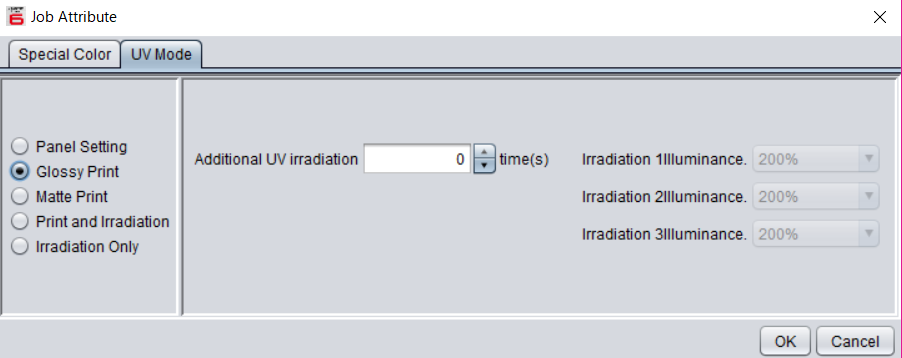 Job Attribute
Special Color
UV Mode
Panel Setting
Glossy Print
Matte Print
Print and Irradiation
Irradiation Only
Additional UV irradiation 0 time(s)
Irradiation 1Illuminance. 200%
Irradiation 2Illuminance. 200%
Irradiation 3Illuminance. 200%
OK
Cancel